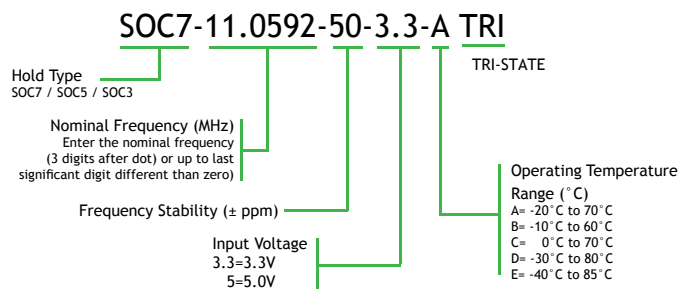 SOC7-11.0592-50-3.3-A TRI
TRI-STATE
Hold Type
SOC7 / SOC5 / SOC3
Nominal Frequency (MHz)
Enter the nominal frequency
(3 digits after dot) or up to last
significant digit different than zero)
Frequency Stability (± ppm)
Input Voltage
3.3=3.3V
5=5.0V
Operating Temperature
Range (°C)
A= -20°C to 70°C
B= -10°C to 60°C
C= 0°C to 70°C
D= -30°C to 80°C
E= -40°C to 85°C